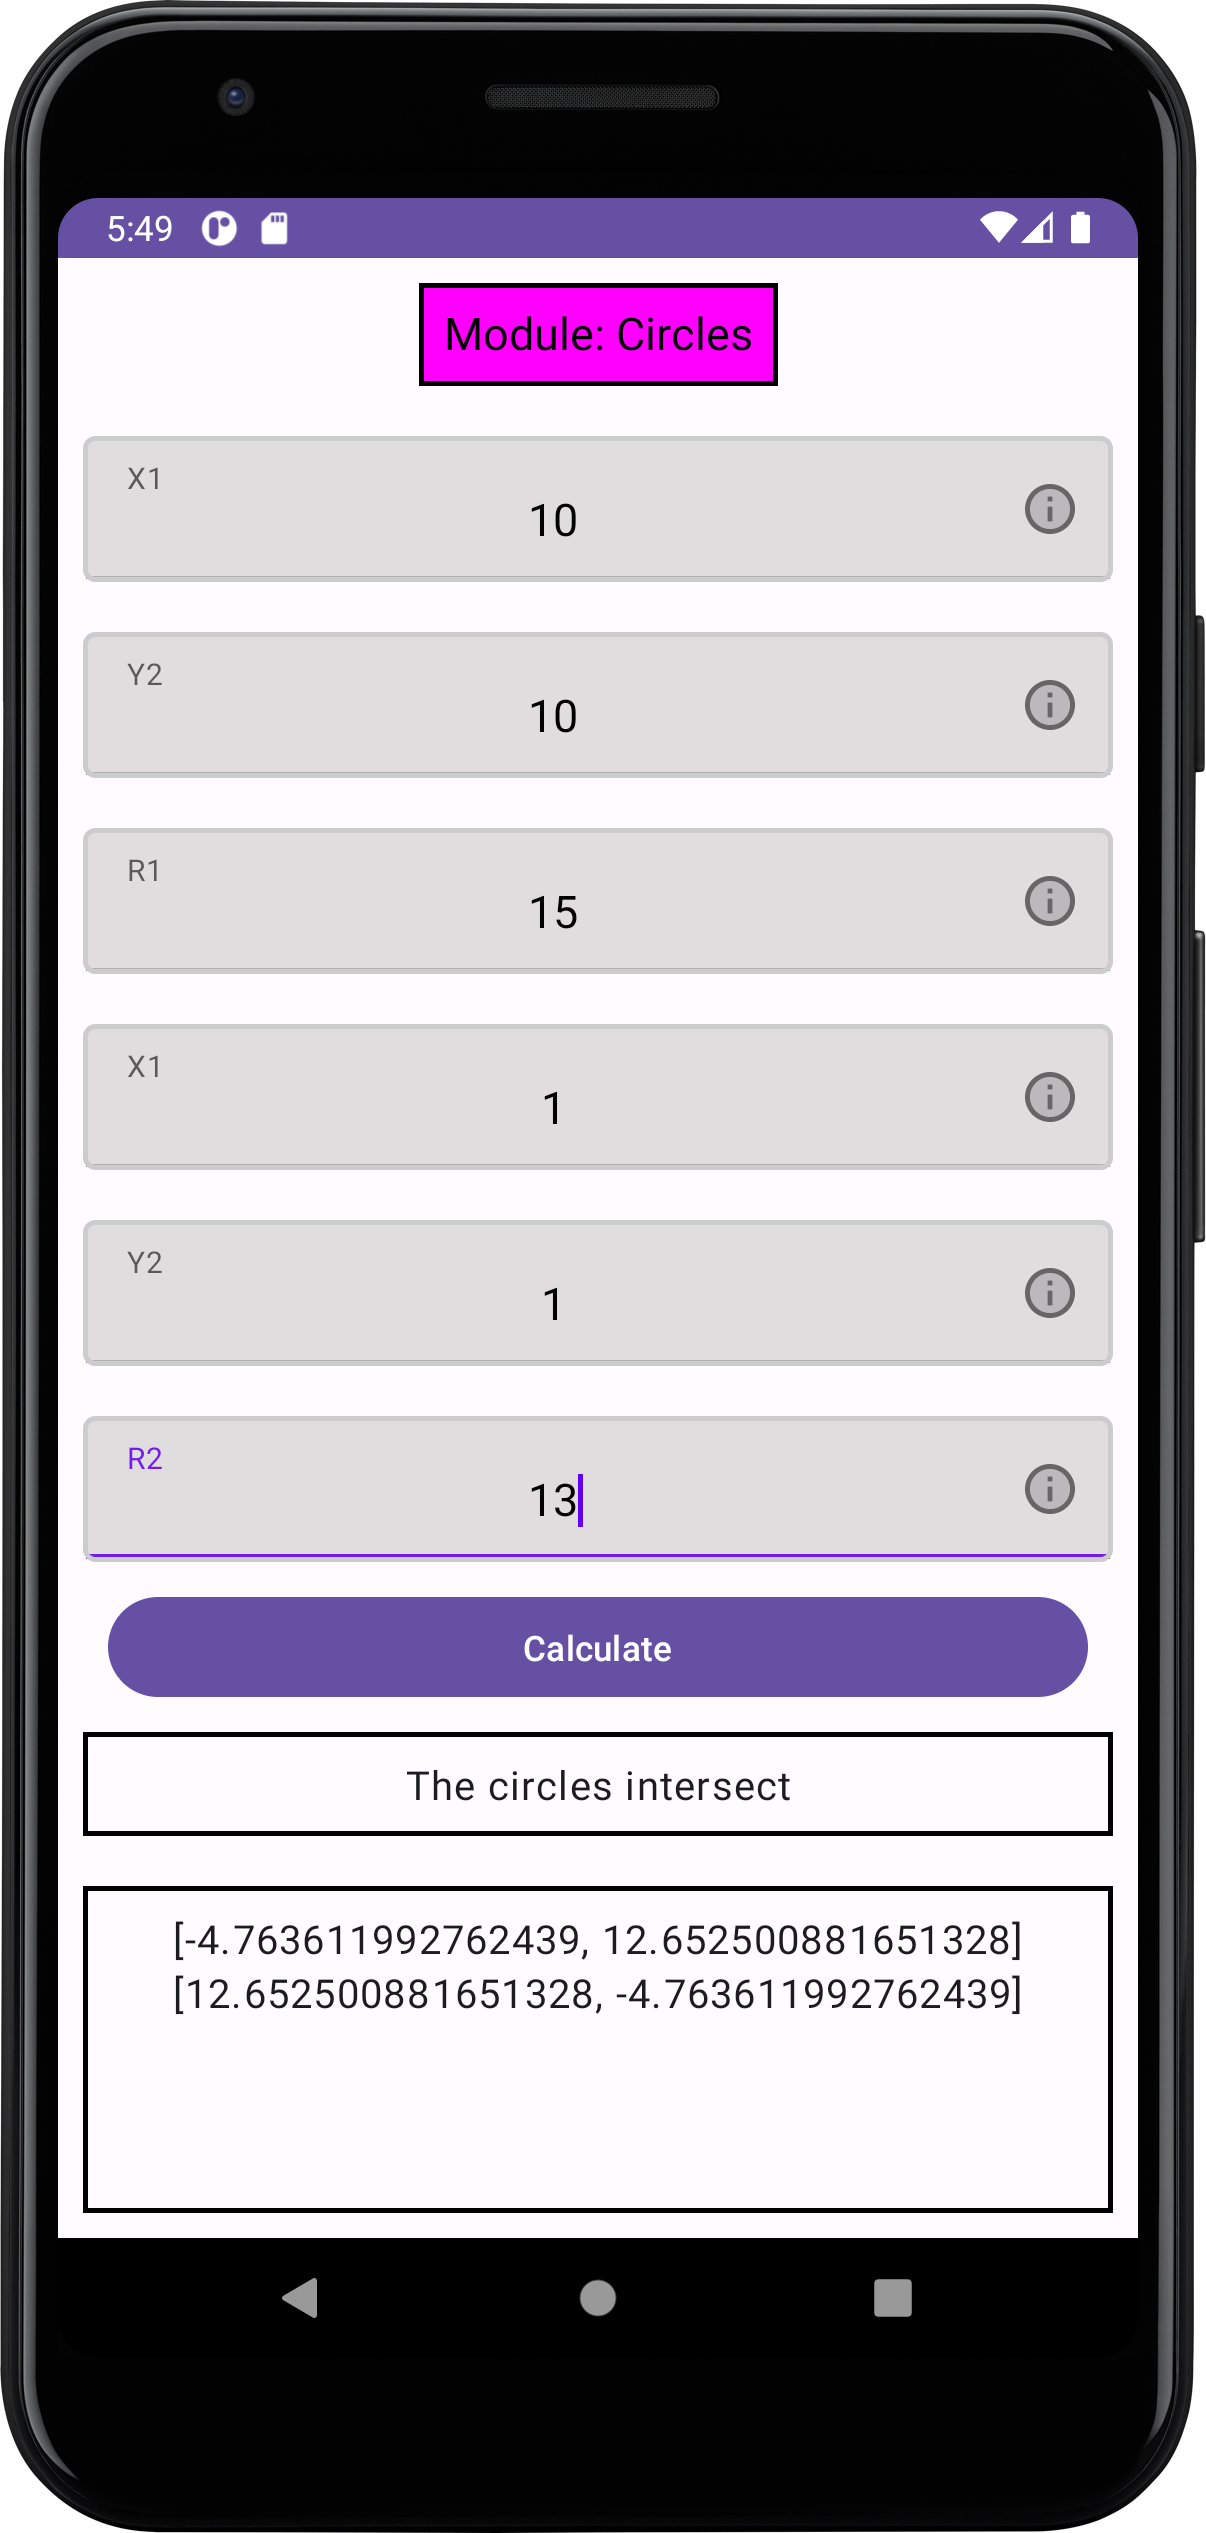 5:49
Module: Circles
X1
10
Y2
10
R1
15
X1
1
Y2
1
R2
13
Calculate
The circles intersect
[-4.763611992762439, 12.652500881651328]
[12.652500881651328, -4.763611992762439]